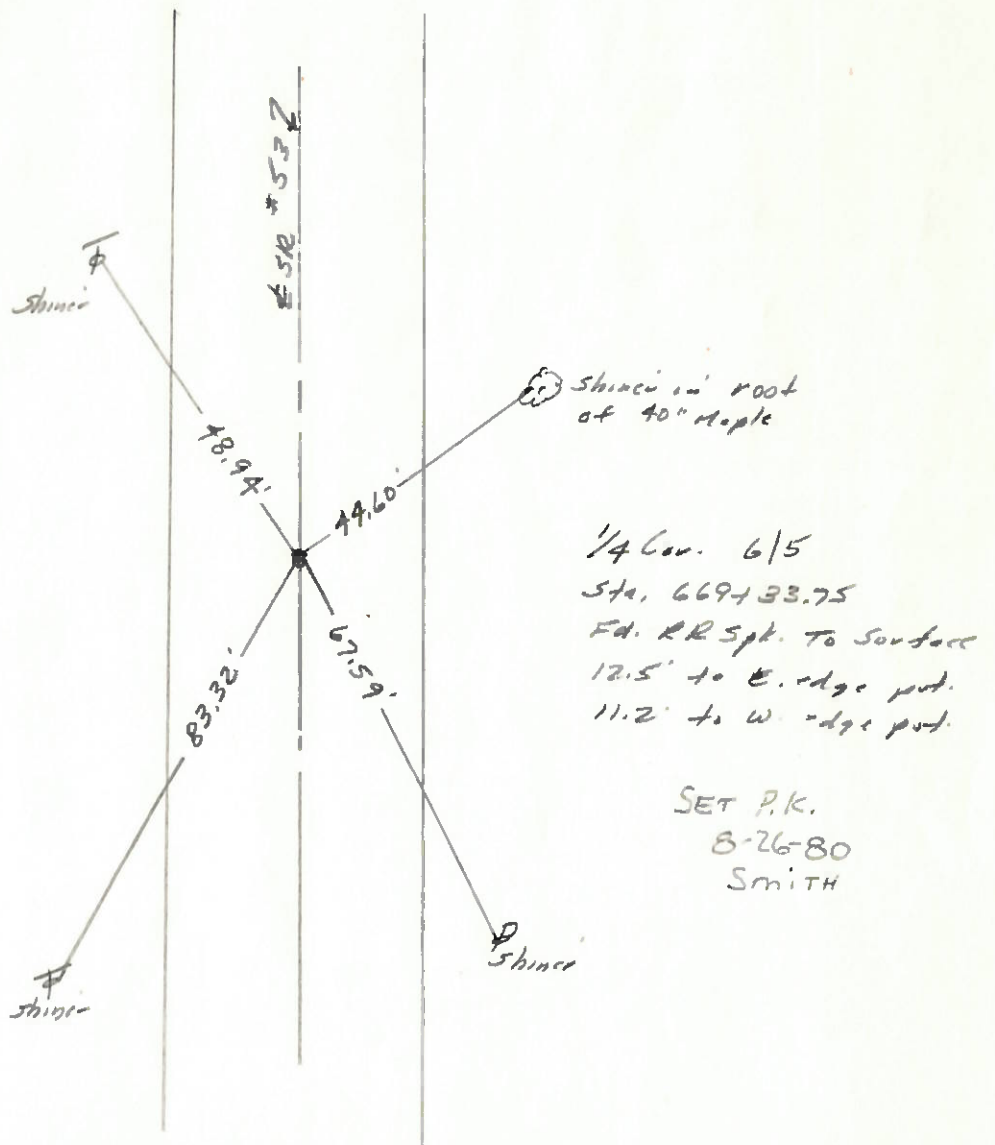 ℄ SR #537
shiner
48.94'
shiner in root
of 40" Maple
44.60'
1/4 Cor. 6/5
Sta. 669+33.75
Fd. RR Spk. To Surface
12.5' to E. edge pvt.
11.2' to W. edge pvt.
67.59'
83.32'
SET P.K.
8-26-80
SMiTH
shiner
shiner